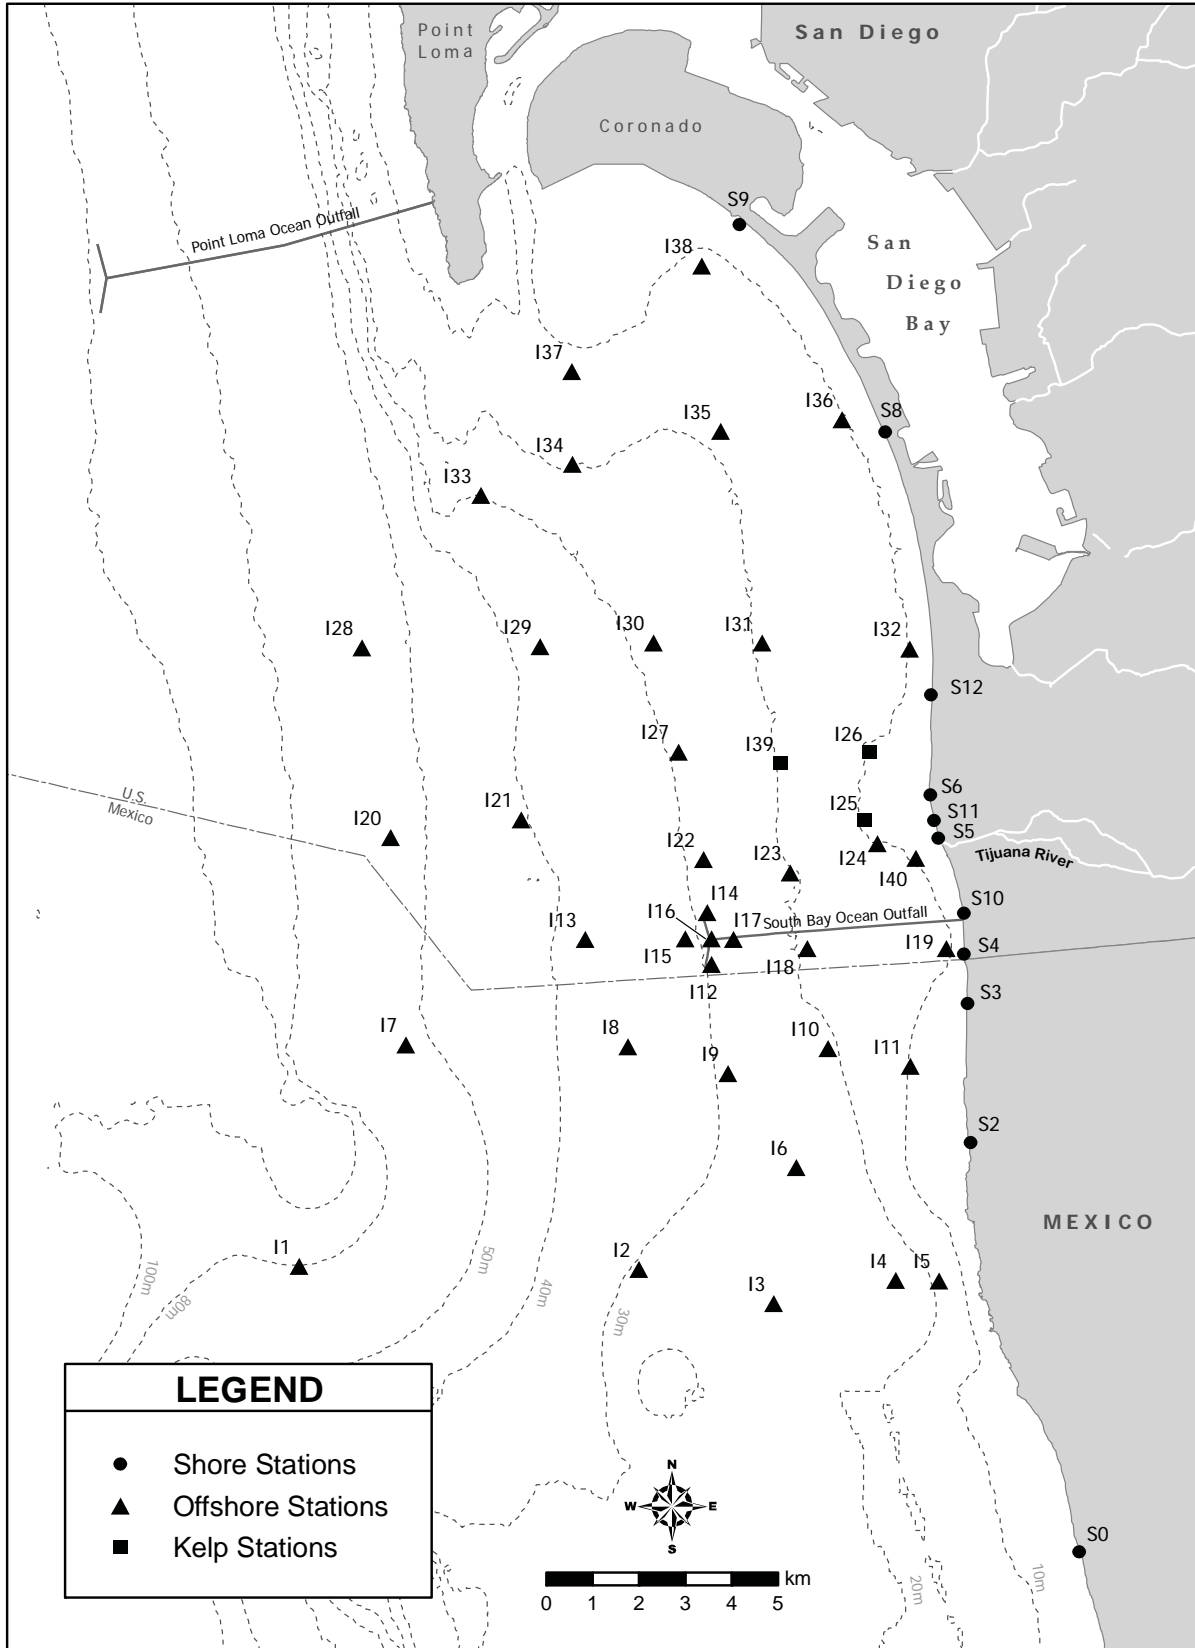 Point
Loma
San Diego
Coronado
S9
Point Loma Ocean Outfall
I38
San
Diego
Bay
I37
I36
I35
S8
I34
I33
I28
I29
I30
I31
I32
S12
I27
I39
I26
U.S.
Mexico
S6
I20
I21
I25
S11
S5
I22
I23
I24
I40
Tijuana River
I14
I16
I17
South Bay Ocean Outfall
S10
I13
I15
I18
I19
S4
I12
S3
I7
I8
I9
I10
I11
S2
I6
MEXICO
I1
I2
I3
I4
I5
100m
80m
50m
40m
30m
LEGEND
Shore Stations
Offshore Stations
Kelp Stations
N
W E
S
km
0 1 2 3 4 5
S0
20m
10m